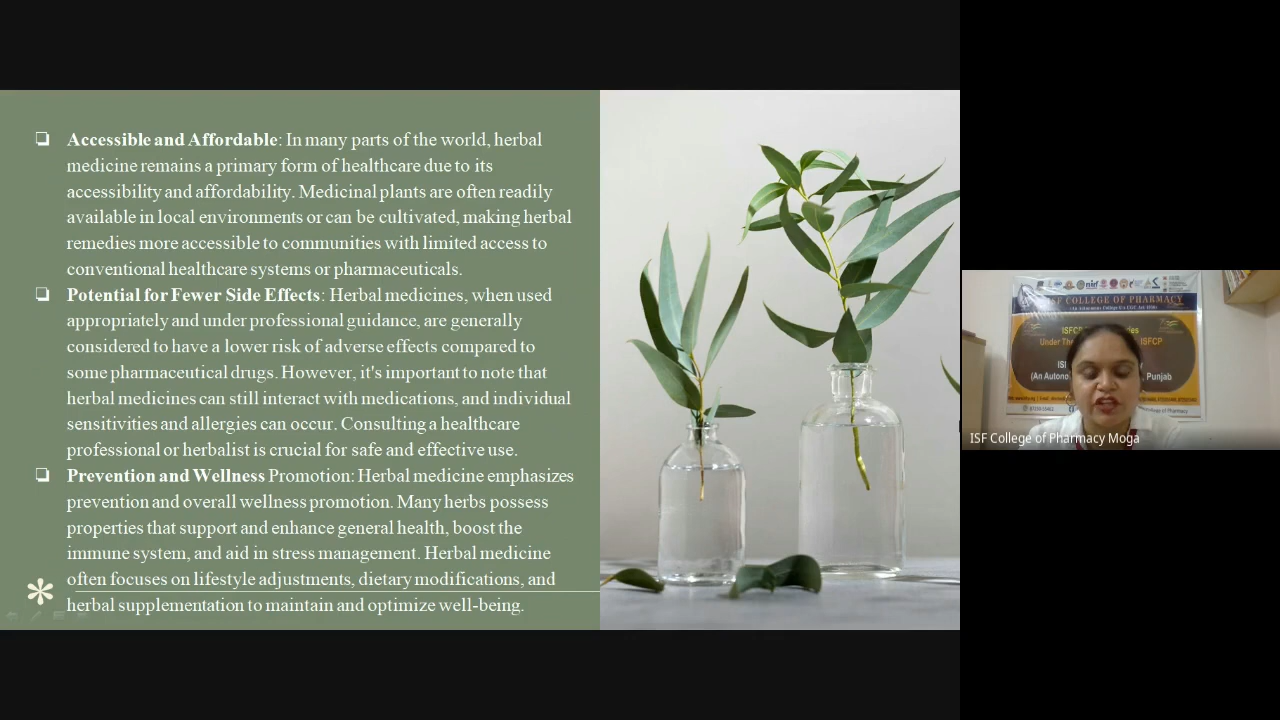 ❏ Accessible and Affordable: In many parts of the world, herbal
medicine remains a primary form of healthcare due to its
accessibility and affordability. Medicinal plants are often readily
available in local environments or can be cultivated, making herbal
remedies more accessible to communities with limited access to
conventional healthcare systems or pharmaceuticals.
❏ Potential for Fewer Side Effects: Herbal medicines, when used
appropriately and under professional guidance, are generally
considered to have a lower risk of adverse effects compared to
some pharmaceutical drugs. However, it's important to note that
herbal medicines can still interact with medications, and individual
sensitivities and allergies can occur. Consulting a healthcare
professional or herbalist is crucial for safe and effective use.
❏ Prevention and Wellness Promotion: Herbal medicine emphasizes
prevention and overall wellness promotion. Many herbs possess
properties that support and enhance general health, boost the
immune system, and aid in stress management. Herbal medicine
often focuses on lifestyle adjustments, dietary modifications, and
herbal supplementation to maintain and optimize well-being.
ISF COLLEGE OF PHARMACY
ISFCP
Under The ISFCP
ISI
(An Autono , Punjab
ISF College of Pharmacy Moga